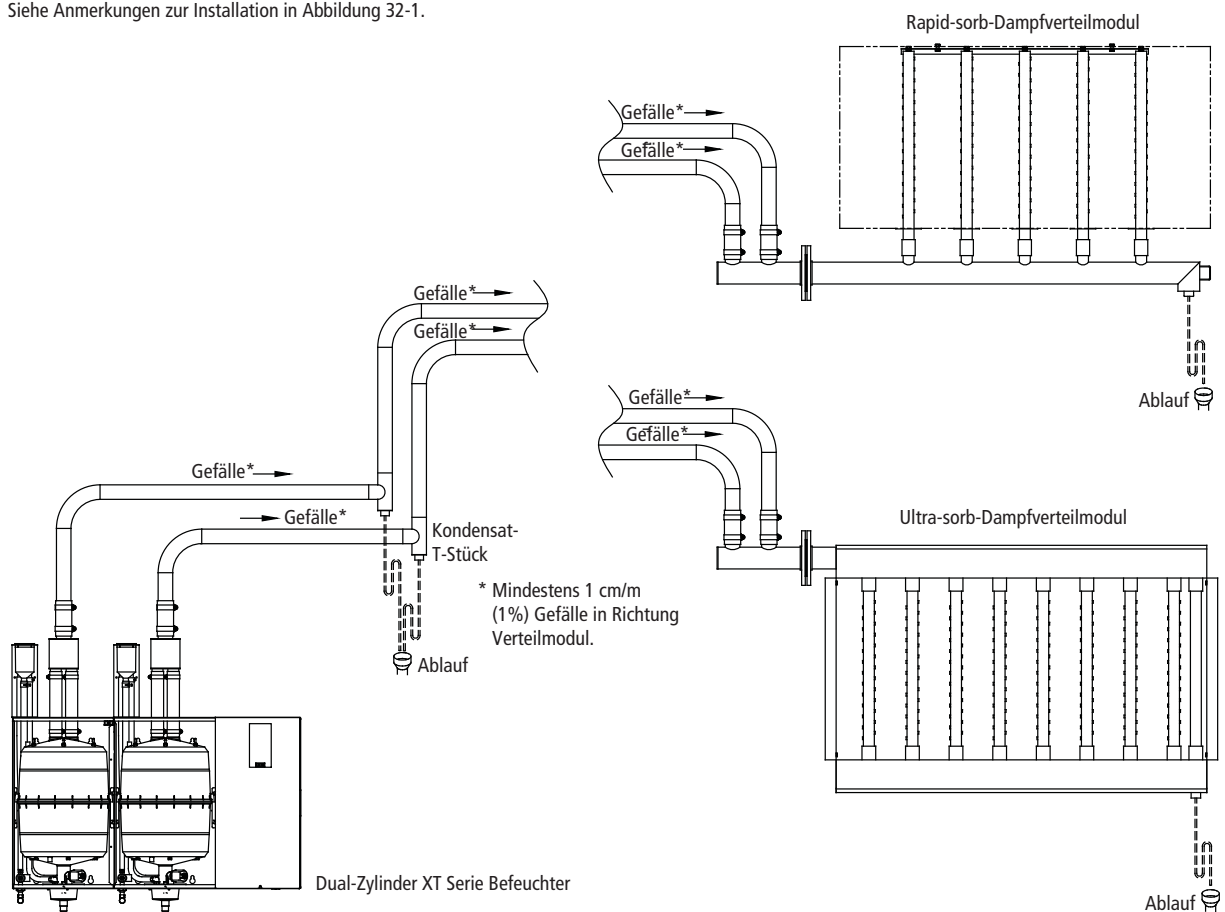 Siehe Anmerkungen zur Installation in Abbildung 32-1.
Rapid-sorb-Dampfverteilmodul
Gefälle*
Gefälle*
Ablauf
Gefälle*
Gefälle*
Gefälle*
Gefälle*
Kondensat-
T-Stück
* Mindestens 1 cm/m
(1%) Gefälle in Richtung
Verteilmodul.
Ablauf
Gefälle*
Gefälle*
Ultra-sorb-Dampfverteilmodul
Dual-Zylinder XT Serie Befeuchter
Ablauf